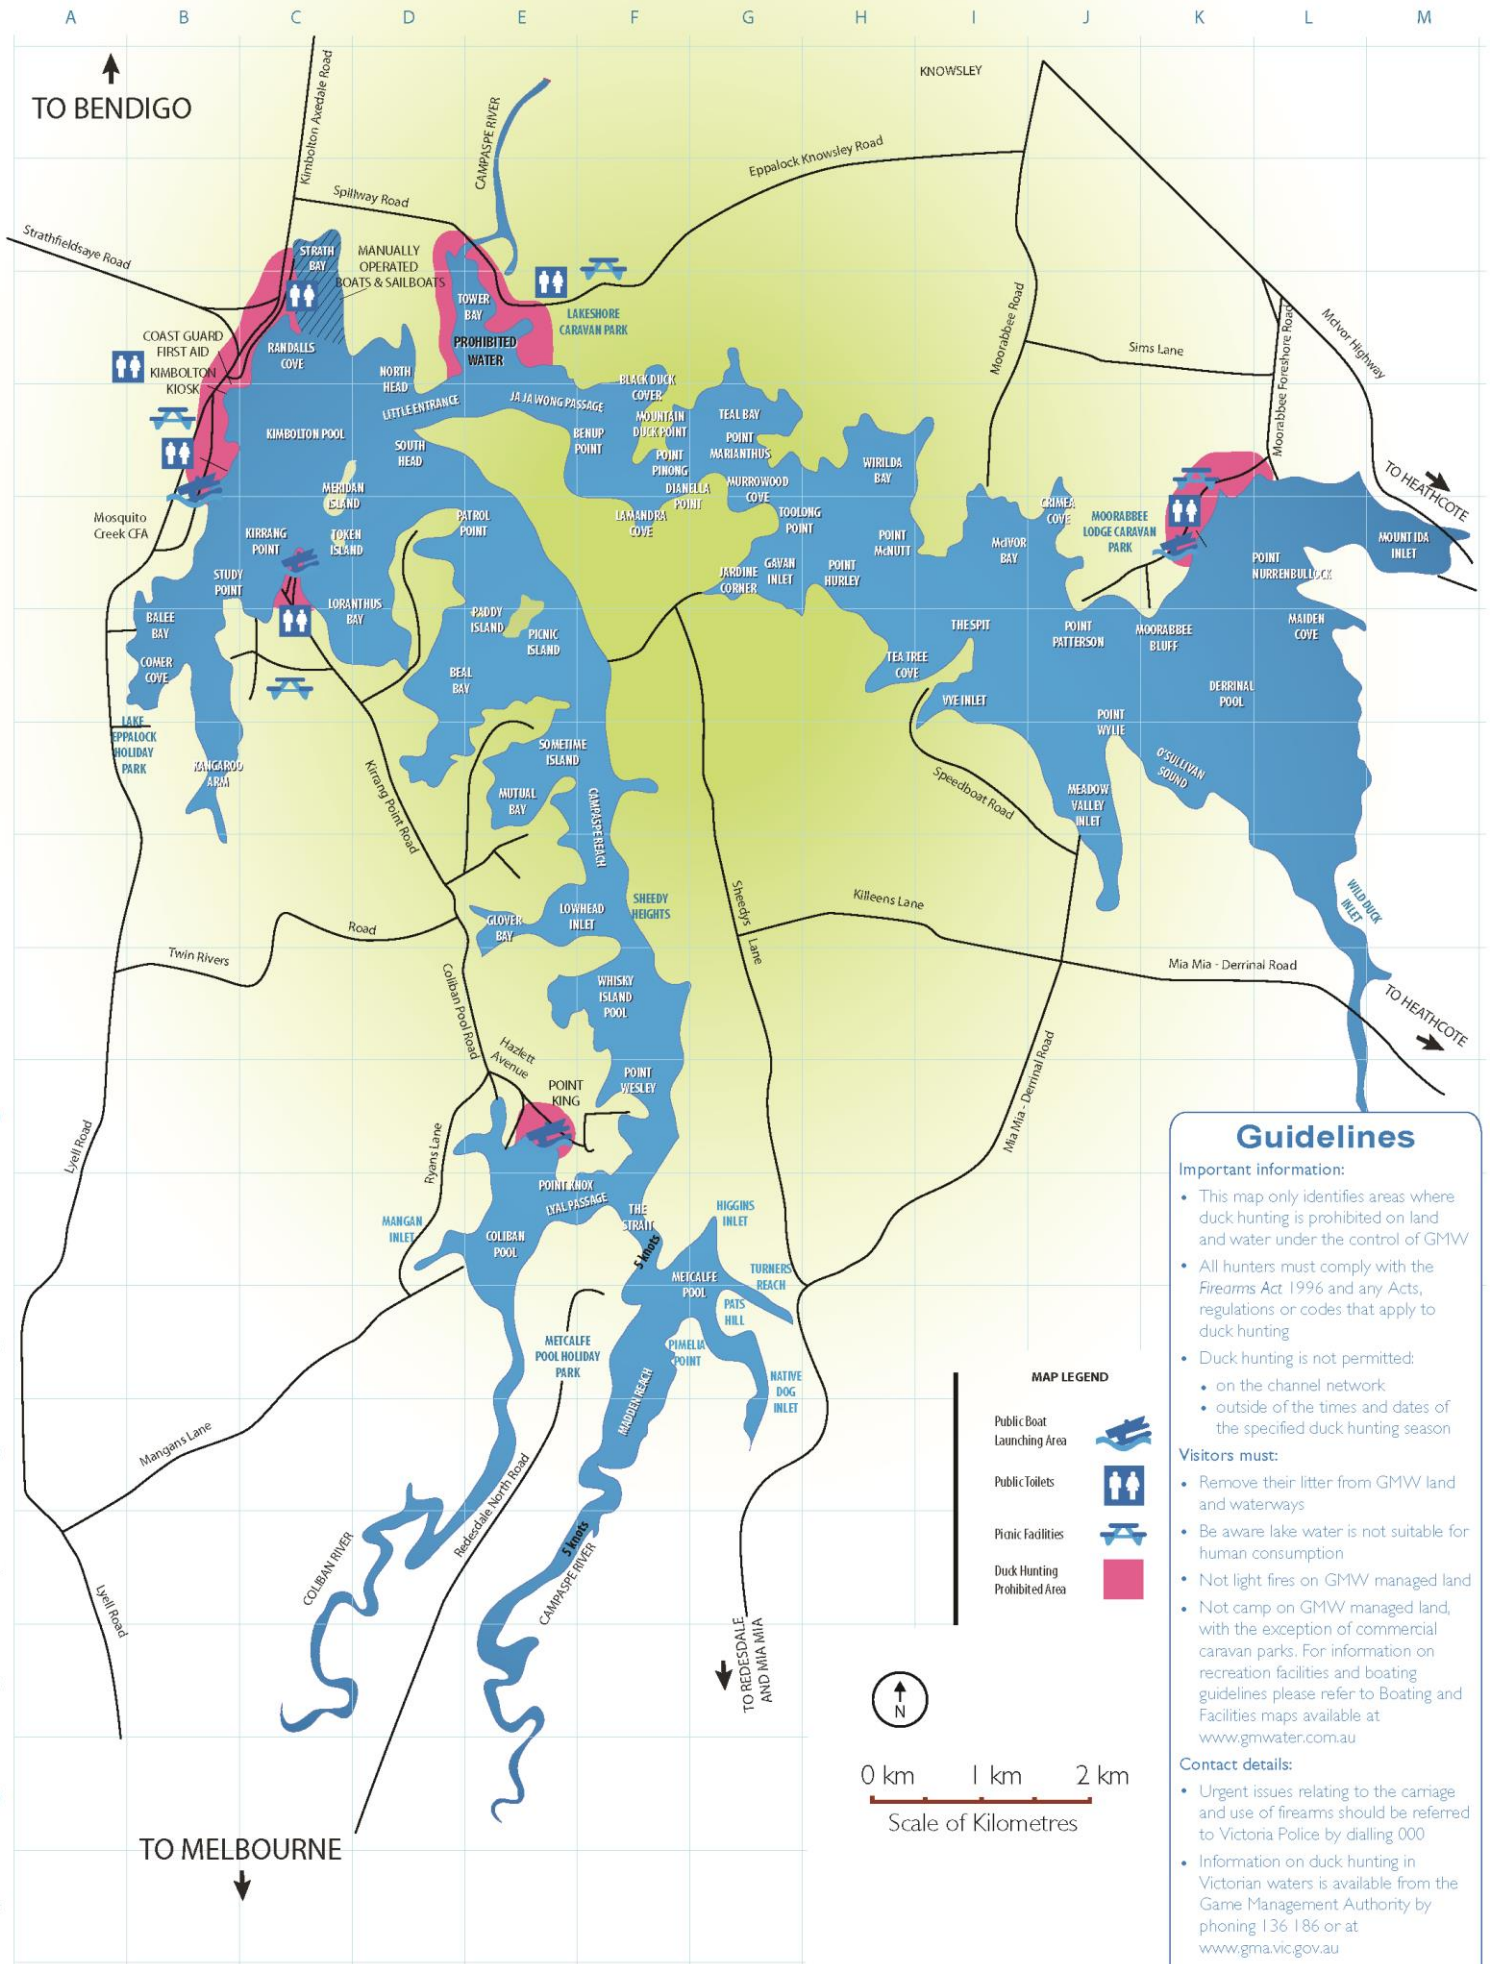 A B C D E F G H I J K L M
TO BENDIGO
Kimbolton Axedale Road
CAMPASPE RIVER
KNOWSLEY
Eppalock Knowsley Road
Spillway Road
Strathfieldsaye Road
STRATH
BAY
MANUALLY
OPERATED
BOATS & SAILBOATS
TOWER
BAY
PROHIBITED
WATER
LAKESHORE
CARAVAN PARK
Moorabbee Road
Sims Lane
Moorabbee Foreshore Road
McIvor Highway
COAST GUARD
FIRST AID
KIMBOLTON
KIOSK
RANDALLS
COVE
NORTH
HEAD
LITTLE ENTRANCE
JA JA WONG PASSAGE
BLACK DUCK
COVER
MOUNTAIN
DUCK POINT
TEAL BAY
KIMBOLTON POOL
SOUTH
HEAD
BENUP
POINT
POINT
PINONG
POINT
MARIANTHUS
WIRILDA
BAY
TO HEATHCOTE
MERIDAN
ISLAND
DIANELLA
POINT
MURROWOOD
COVE
TOOLONG
POINT
CRIMEA
COVE
MOORABBEE
LODGE CARAVAN
PARK
Mosquito
Creek CFA
KIRRANG
POINT
TOKEN
ISLAND
PATROL
POINT
LAMANDRA
COVE
POINT
McNUTT
McIVOR
BAY
MOUNT IDA
INLET
STUDY
POINT
JARDINE
CORNER
GAVAN
INLET
POINT
HURLEY
POINT
NURRENBULLOCK
BALEE
BAY
LORANTHUS
BAY
PADDY
ISLAND
PICNIC
ISLAND
THE SPIT
POINT
PATTERSON
MOORABBEE
BLUFF
MAIDEN
COVE
COMER
COVE
BEAL
BAY
TEA TREE
COVE
VYE INLET
DERRINAL
POOL
LAKE
EPPALOCK
HOLIDAY
PARK
KANGAROO
ARM
Kirrang Point Road
SOMETIME
ISLAND
MUTUAL
BAY
CAMPASPE REACH
Speedboat Road
POINT
WYLIE
O'SULLIVAN
SOUND
MEADOW
VALLEY
INLET
GLOVER
BAY
LOWHEAD
INLET
SHEEDY
HEIGHTS
Sheedys
Lane
Killeens Lane
WILD DUCK
INLET
Twin Rivers
Road
Coliban Pool Road
WHISKY
ISLAND
POOL
Mia Mia - Derrinal Road
TO HEATHCOTE
Hazlett
Avenue
POINT
KING
POINT
WESLEY
Mia Mia - Derrinal Road
Lyell Road
Ryans Lane
POINT KNOX
LYAL PASSAGE
THE
STRAIT
HIGGINS
INLET
MANGAN
INLET
COLIBAN
POOL
5 knots
METCALFE
POOL
TURNERS
REACH
PATS
HILL
METCALFE
POOL HOLIDAY
PARK
PIMELIA
POINT
NATIVE
DOG
INLET
MADDEN REACH
Mangans Lane
Redesdale North Road
COLIBAN RIVER
5 knots
CAMPASPE RIVER
Lyell Road
TO REDESDALE
AND MIA MIA
TO MELBOURNE
MAP LEGEND
Public Boat
Launching Area
Public Toilets
Picnic Facilities
Duck Hunting
Prohibited Area
N
0 km 1 km 2 km
Scale of Kilometres
Guidelines
Important information:
• This map only identifies areas where
duck hunting is prohibited on land
and water under the control of GMW
• All hunters must comply with the
Firearms Act 1996 and any Acts,
regulations or codes that apply to
duck hunting
• Duck hunting is not permitted:
• on the channel network
• outside of the times and dates of
the specified duck hunting season
Visitors must:
• Remove their litter from GMW land
and waterways
• Be aware lake water is not suitable for
human consumption
• Not light fires on GMW managed land
• Not camp on GMW managed land,
with the exception of commercial
caravan parks. For information on
recreation facilities and boating
guidelines please refer to Boating and
Facilities maps available at
www.gmwater.com.au
Contact details:
• Urgent issues relating to the carriage
and use of firearms should be referred
to Victoria Police by dialling 000
• Information on duck hunting in
Victorian waters is available from the
Game Management Authority by
phoning 136 186 or at
www.gma.vic.gov.au